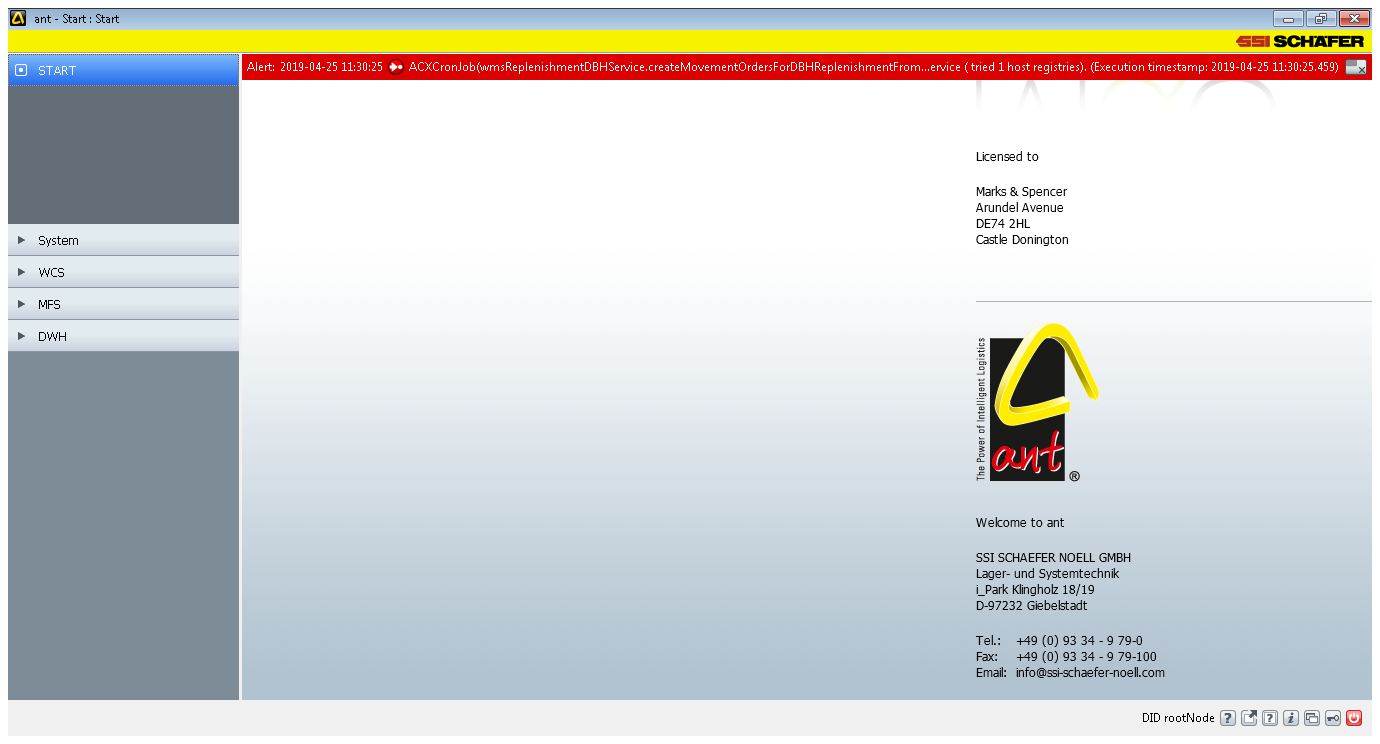 ant - Start : Start
SSI SCHÄFER
START
Alert: 2019-04-25 11:30:25 ACXCronJob(wmsReplenishmentDBHService.createMovementOrdersForDBHReplenishmentFrom...ervice ( tried 1 host registries). (Execution timestamp: 2019-04-25 11:30:25.459)
Licensed to
Marks & Spencer
Arundel Avenue
DE74 2HL
Castle Donington
System
WCS
MFS
DWH
The Power of Intelligent Logistics
ant ®
Welcome to ant
SSI SCHAEFER NOELL GMBH
Lager- und Systemtechnik
i_Park Klingholz 18/19
D-97232 Giebelstadt
Tel.: +49 (0) 93 34 - 9 79-0
Fax: +49 (0) 93 34 - 9 79-100
Email: info@ssi-schaefer-noell.com
DID rootNode